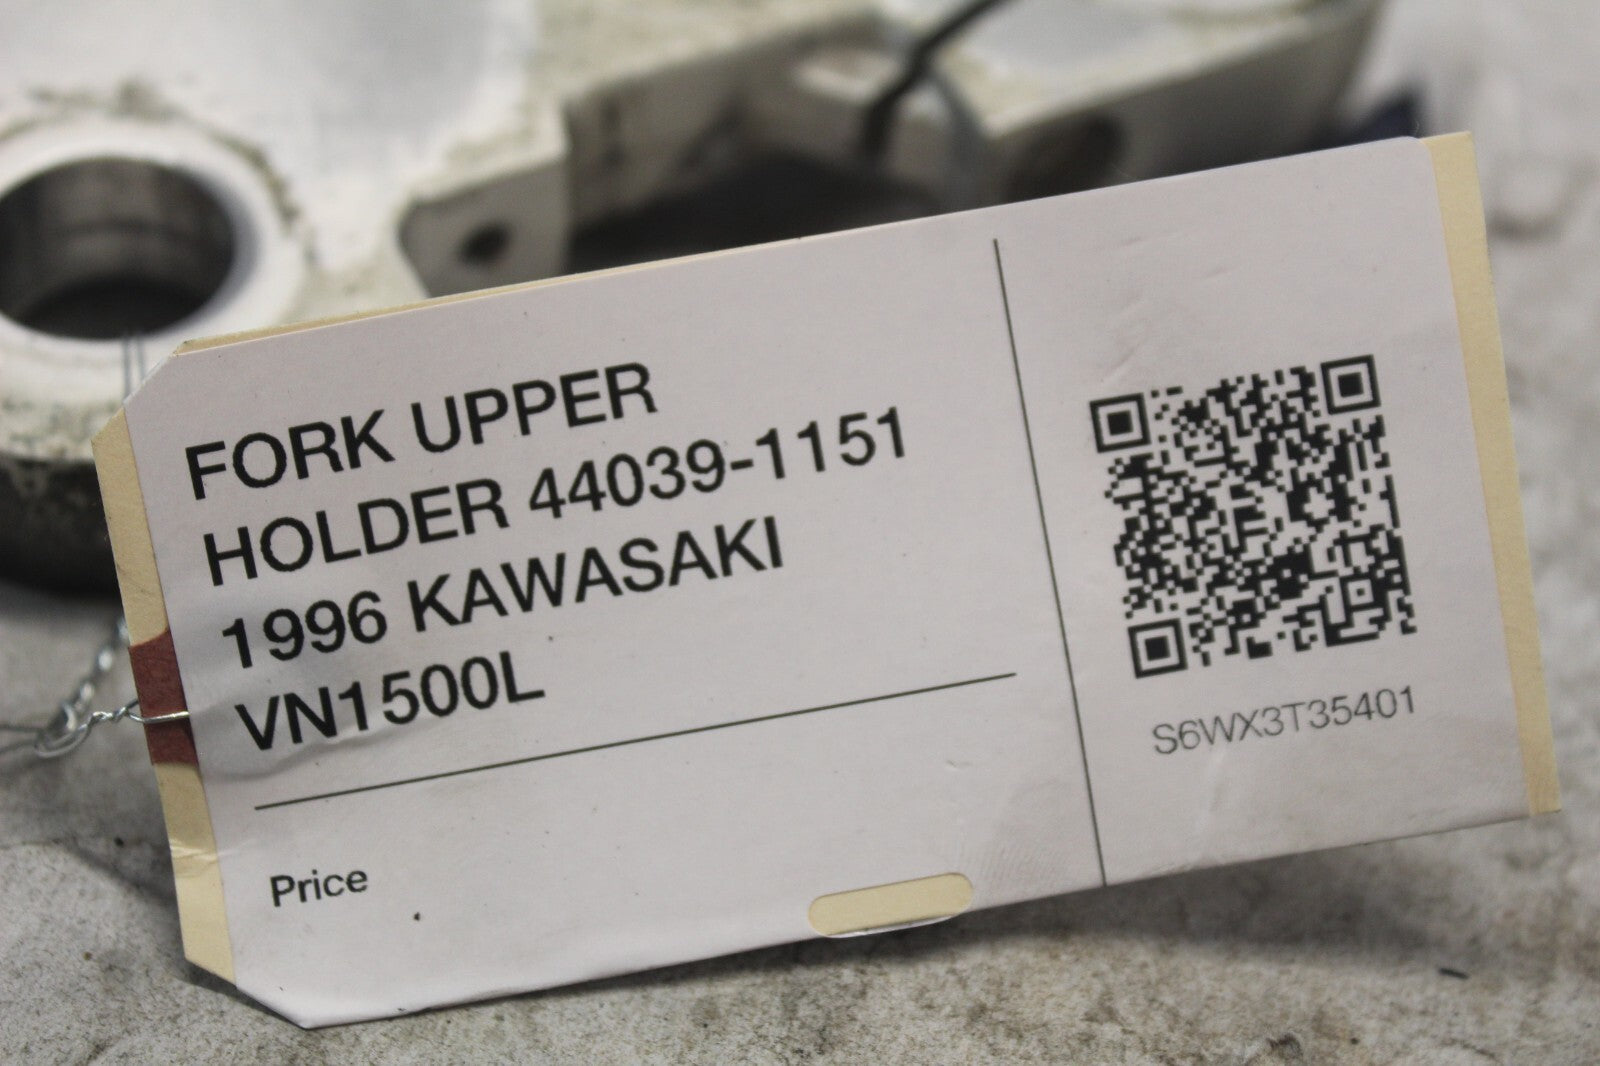 FORK UPPER
HOLDER 44039-1151
1996 KAWASAKI
VN1500L
Price
S6WX3T35401